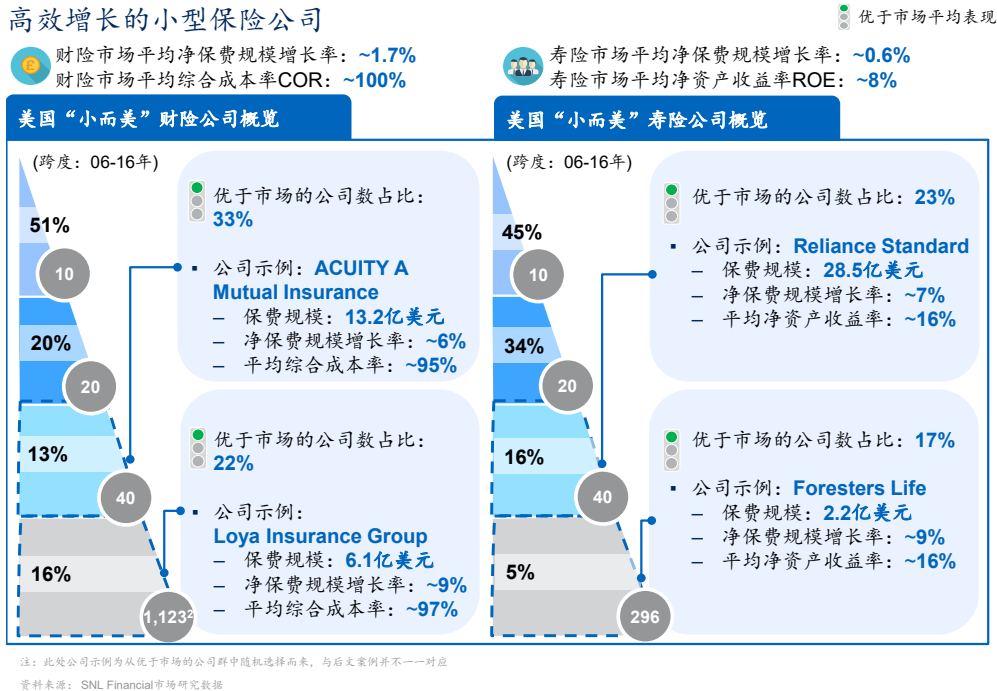 高效增长的小型保险公司
优于市场平均表现
财险市场平均净保费规模增长率：~1.7%
财险市场平均综合成本率COR：~100%
寿险市场平均净保费规模增长率：~0.6%
寿险市场平均净资产收益率ROE：~8%
美国“小而美”财险公司概览
(跨度：06-16年)
51%
10
20%
20
13%
40
16%
1,123²
优于市场的公司数占比：
33%
▪ 公司示例：ACUITY A
Mutual Insurance
– 保费规模：13.2亿美元
– 净保费规模增长率：~6%
– 平均综合成本率：~95%
优于市场的公司数占比：
22%
▪ 公司示例：
Loya Insurance Group
– 保费规模：6.1亿美元
– 净保费规模增长率：~9%
– 平均综合成本率：~97%
美国“小而美”寿险公司概览
(跨度：06-16年)
45%
10
34%
20
16%
40
5%
296
优于市场的公司数占比：23%
▪ 公司示例：Reliance Standard
– 保费规模：28.5亿美元
– 净保费规模增长率：~7%
– 平均净资产收益率：~16%
优于市场的公司数占比：17%
▪ 公司示例：Foresters Life
– 保费规模：2.2亿美元
– 净保费规模增长率：~9%
– 平均净资产收益率：~16%
注：此处公司示例为从优于市场的公司群中随机选择而来，与后文案例并不一一对应
资料来源：SNL Financial市场研究数据